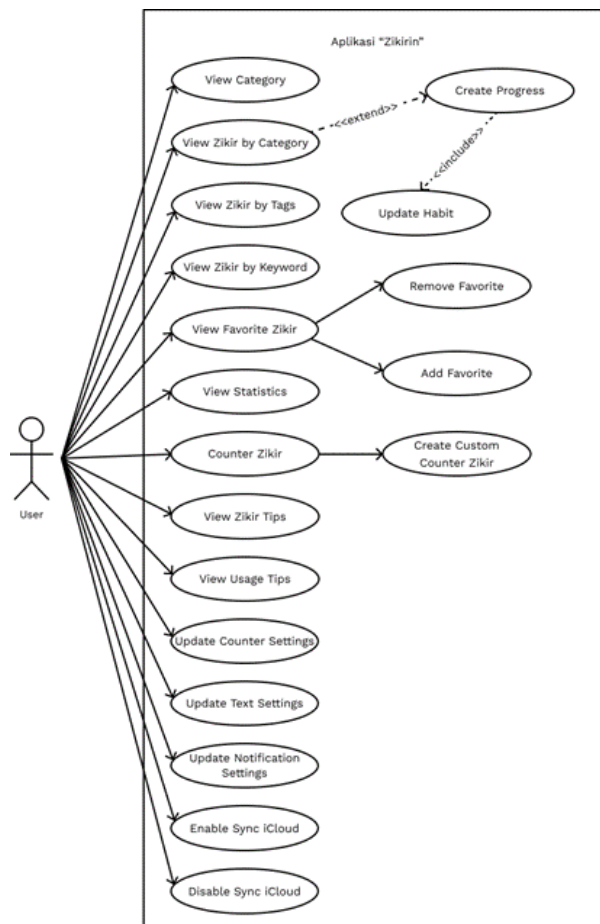 Aplikasi "Zikirin"
View Category
Create Progress
<<extend>>
View Zikir by Category
<<include>>
View Zikir by Tags
Update Habit
View Zikir by Keyword
Remove Favorite
View Favorite Zikir
Add Favorite
View Statistics
Counter Zikir
Create Custom
Counter Zikir
User
View Zikir Tips
View Usage Tips
Update Counter Settings
Update Text Settings
Update Notification
Settings
Enable Sync iCloud
Disable Sync iCloud